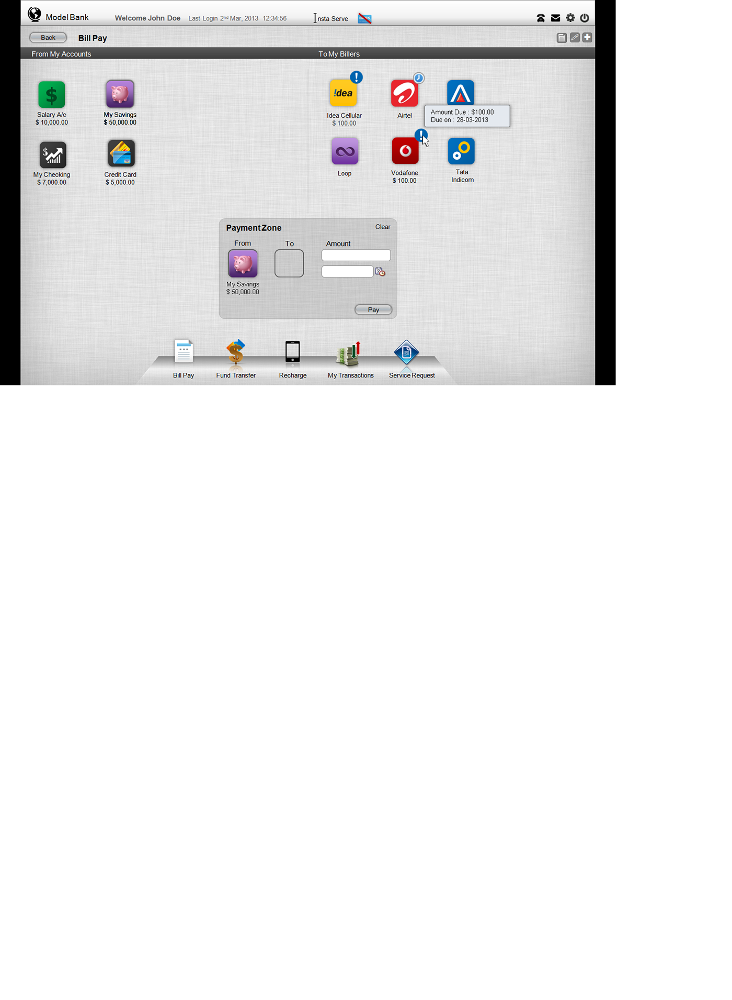 Model Bank
Welcome John Doe Last Login 2nd Mar, 2013 12:34:56
Insta Serve
Back
Bill Pay
From My Accounts
To My Billers
$
Salary A/c
$ 10,000.00
My Savings
$ 50,000.00
!dea
Idea Cellular
$ 100.00
Airtel
Amount Due : $100.00
Due on : 28-03-2013
$
My Checking
$ 7,000.00
Credit Card
$ 5,000.00
Loop
Vodafone
$ 100.00
Tata
Indicom
Payment Zone
Clear
From
To
Amount
My Savings
$ 50,000.00
Pay
Bill Pay
Fund Transfer
Recharge
My Transactions
Service Request